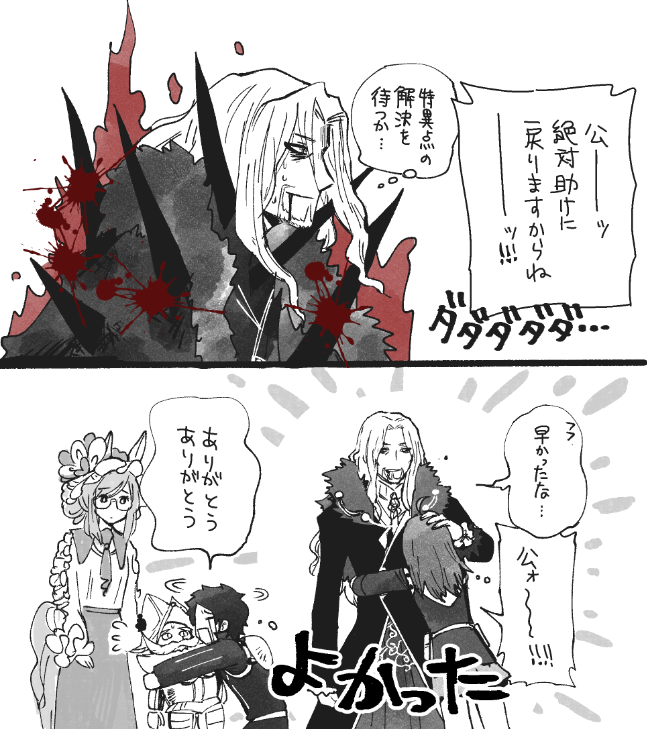 公ーーッ
絶対助けに
戻りますからね
ーーッ!!!
特異点の
解決を
待つか…
ダダダダダ…
うっ
早かったな…
公ォ〜〜!!!!
ありがとう
ありがとう
よかった